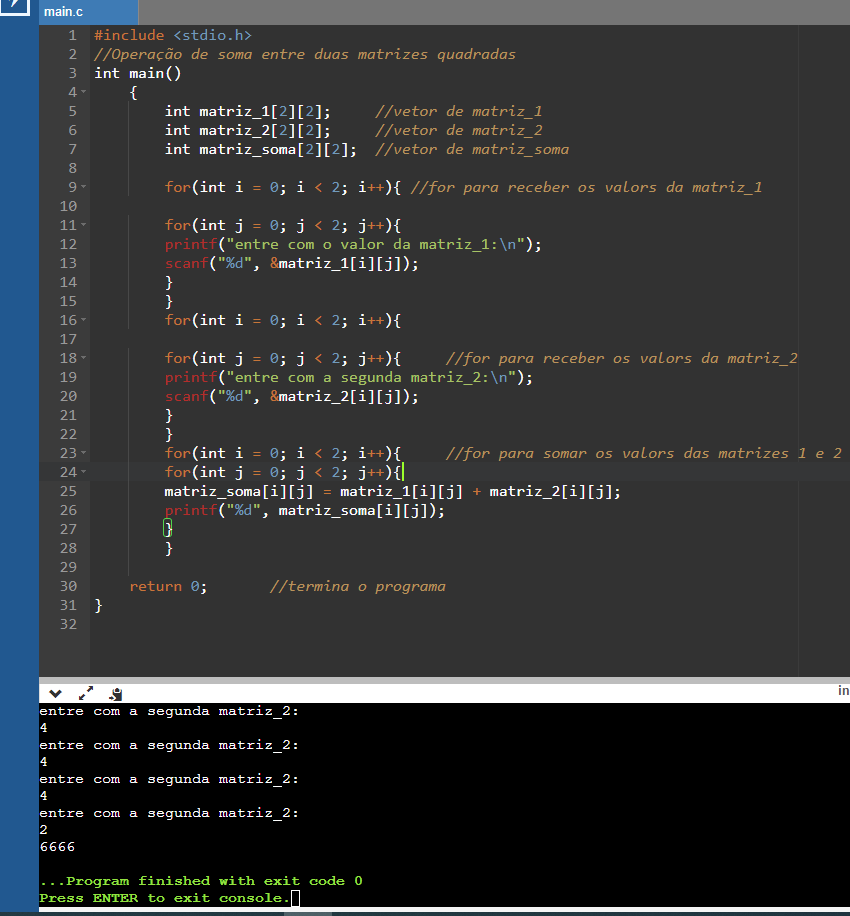 main.c
1 #include <stdio.h>
2 //Operação de soma entre duas matrizes quadradas
3 int main()
4 {
5 int matriz_1[2][2]; //vetor de matriz_1
6 int matriz_2[2][2]; //vetor de matriz_2
7 int matriz_soma[2][2]; //vetor de matriz_soma
8
9 for(int i = 0; i < 2; i++){ //for para receber os valors da matriz_1
10
11 for(int j = 0; j < 2; j++){
12 printf("entre com o valor da matriz_1:\n");
13 scanf("%d", &matriz_1[i][j]);
14 }
15 }
16 for(int i = 0; i < 2; i++){
17
18 for(int j = 0; j < 2; j++){ //for para receber os valors da matriz_2
19 printf("entre com a segunda matriz_2:\n");
20 scanf("%d", &matriz_2[i][j]);
21 }
22 }
23 for(int i = 0; i < 2; i++){ //for para somar os valors das matrizes 1 e 2
24 for(int j = 0; j < 2; j++){
25 matriz_soma[i][j] = matriz_1[i][j] + matriz_2[i][j];
26 printf("%d", matriz_soma[i][j]);
27 }
28 }
29
30 return 0; //termina o programa
31 }
32
in
entre com a segunda matriz_2:
4
entre com a segunda matriz_2:
4
entre com a segunda matriz_2:
4
entre com a segunda matriz_2:
2
6666
...Program finished with exit code 0
Press ENTER to exit console.